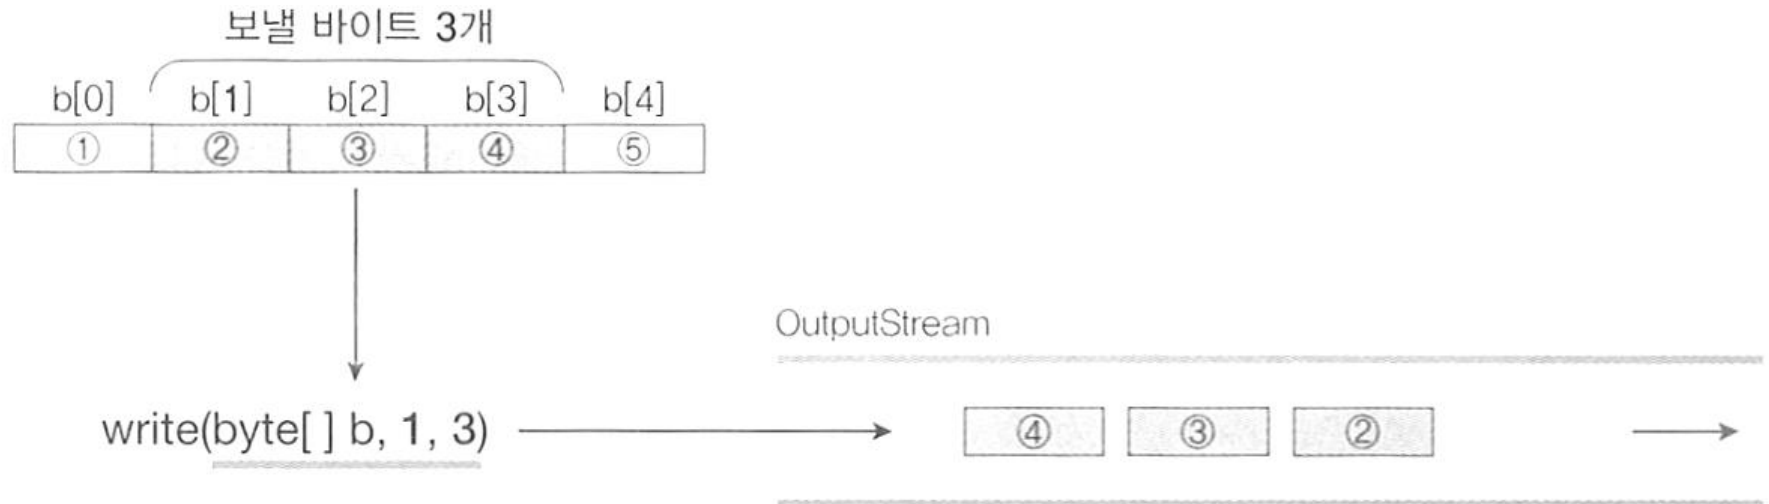 보낼 바이트 3개
b[0] b[1] b[2] b[3] b[4]
① ② ③ ④ ⑤
OutputStream
write(byte[ ] b, 1, 3)
④ ③ ②